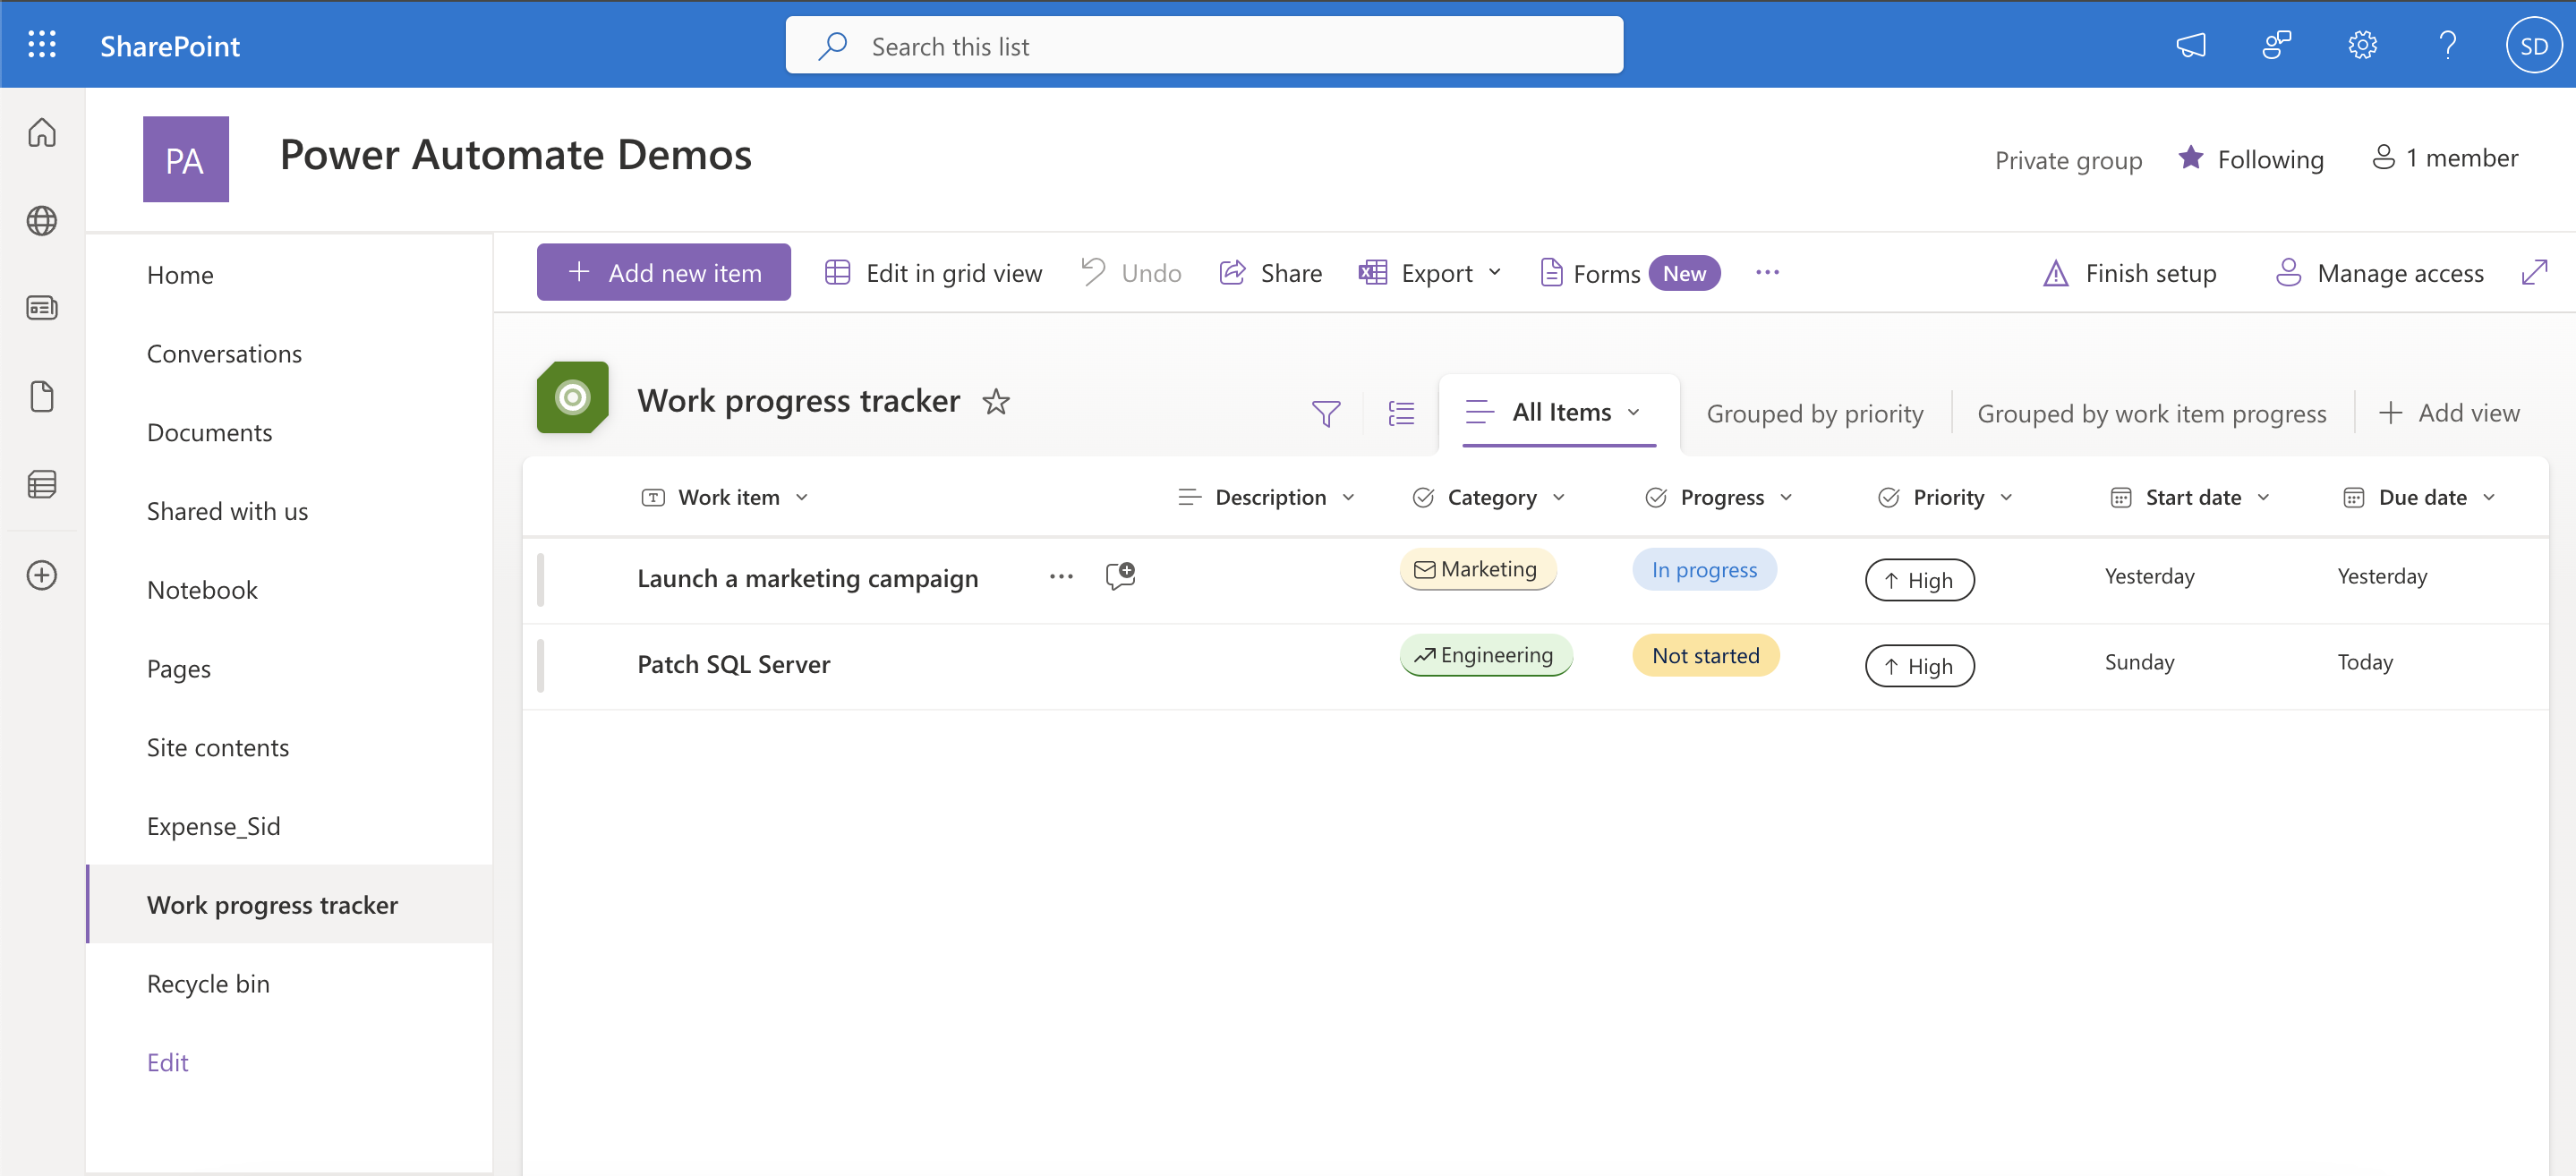 SharePoint
Search this list
SD
PA
Power Automate Demos
Private group
Following
1 member
Home
Conversations
Documents
Shared with us
Notebook
Pages
Site contents
Expense_Sid
Work progress tracker
Recycle bin
Edit
Add new item
Edit in grid view
Undo
Share
Export
Forms New
Finish setup
Manage access
Work progress tracker
All Items
Grouped by priority
Grouped by work item progress
Add view
Work item Description Category Progress Priority Start date Due date
Launch a marketing campaign Marketing In progress High Yesterday Yesterday
Patch SQL Server Engineering Not started High Sunday Today